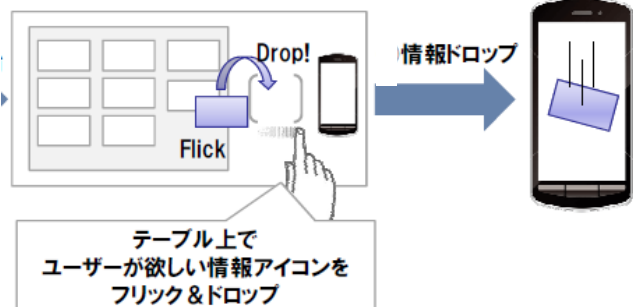 Drop!
Flick
情報ドロップ
テーブル上で
ユーザーが欲しい情報アイコンを
フリック＆ドロップ